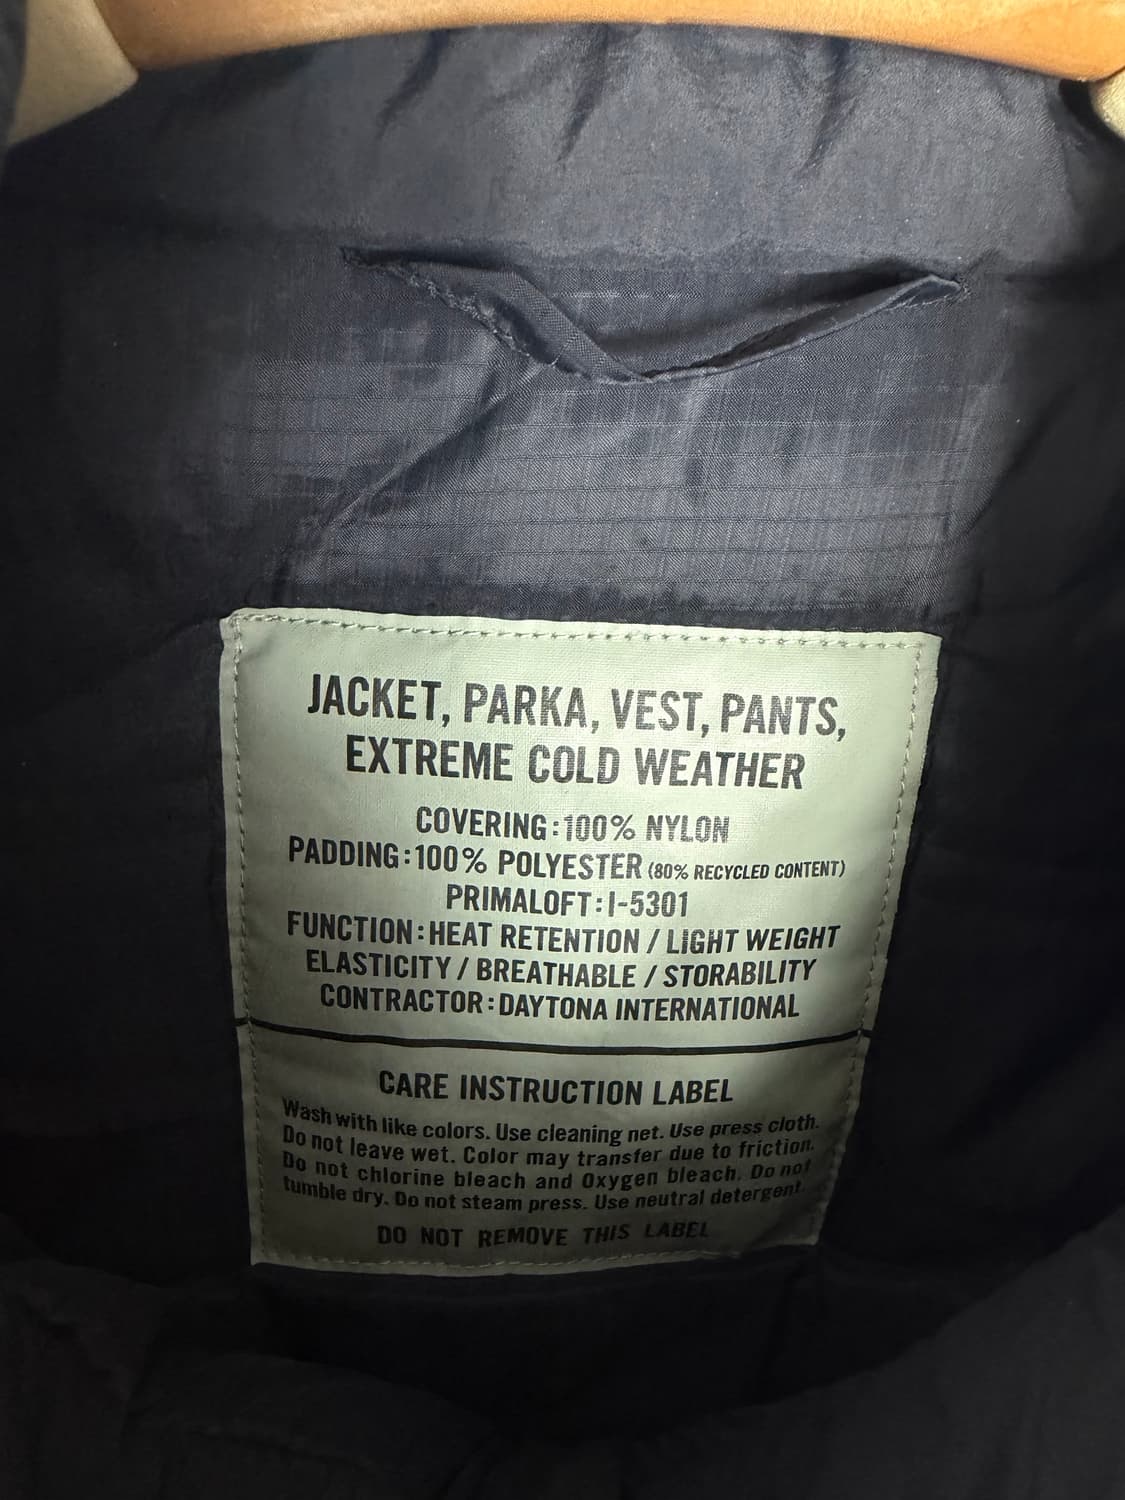 JACKET, PARKA, VEST, PANTS,
EXTREME COLD WEATHER
COVERING:100% NYLON
PADDING:100% POLYESTER (80% RECYCLED CONTENT)
PRIMALOFT:I-5301
FUNCTION:HEAT RETENTION / LIGHT WEIGHT
ELASTICITY / BREATHABLE / STORABILITY
CONTRACTOR:DAYTONA INTERNATIONAL
CARE INSTRUCTION LABEL
Wash with like colors. Use cleaning net. Use press cloth.
Do not leave wet. Color may transfer due to friction.
Do not chlorine bleach and Oxygen bleach. Do not
tumble dry. Do not steam press. Use neutral detergent.
DO NOT REMOVE THIS LABEL